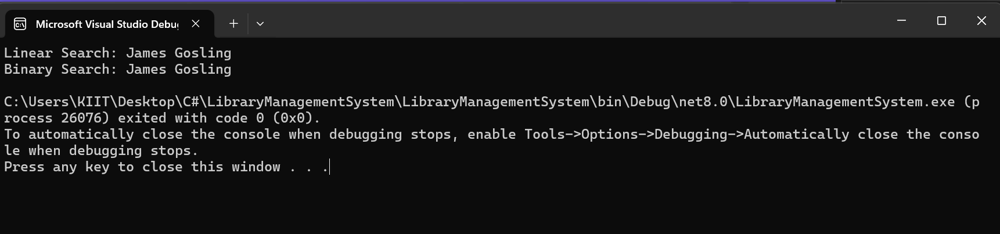 Microsoft Visual Studio Debu
Linear Search: James Gosling
Binary Search: James Gosling
C:\Users\KIIT\Desktop\C#\LibraryManagementSystem\LibraryManagementSystem\bin\Debug\net8.0\LibraryManagementSystem.exe (p
rocess 26076) exited with code 0 (0x0).
To automatically close the console when debugging stops, enable Tools->Options->Debugging->Automatically close the conso
le when debugging stops.
Press any key to close this window . . .